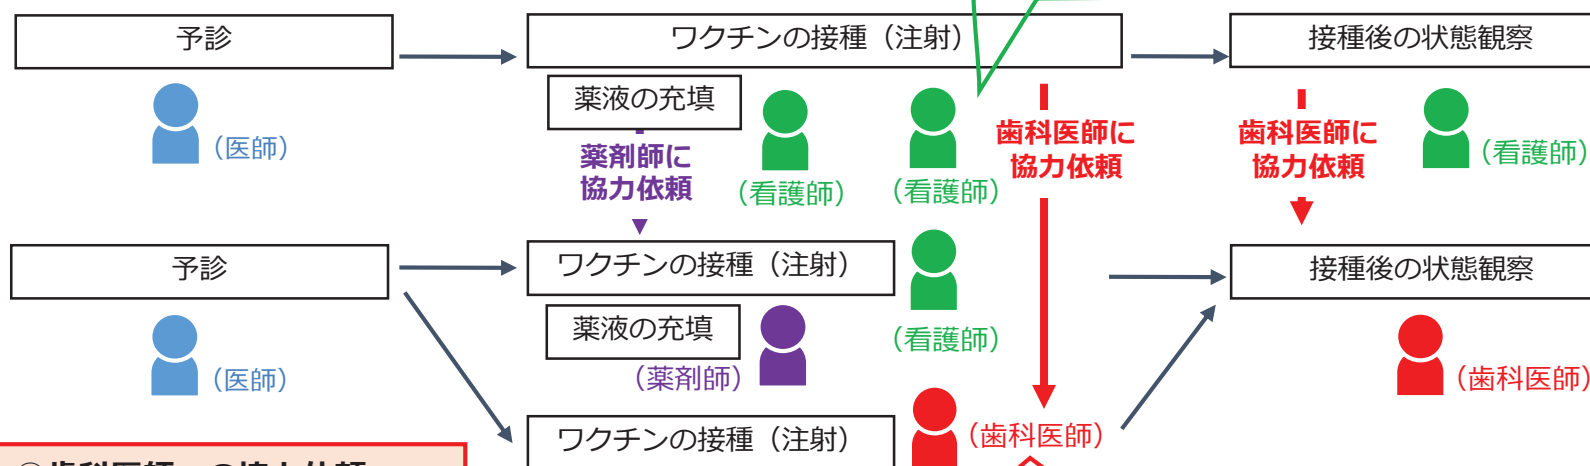 予診
ワクチンの接種（注射）
接種後の状態観察
薬液の充填
（医師）
薬剤師に
協力依頼
（看護師）
（看護師）
歯科医師に
協力依頼
歯科医師に
協力依頼
（看護師）
予診
ワクチンの接種（注射）
接種後の状態観察
薬液の充填
（看護師）
（医師）
（薬剤師）
（歯科医師）
ワクチンの接種（注射）
（歯科医師）